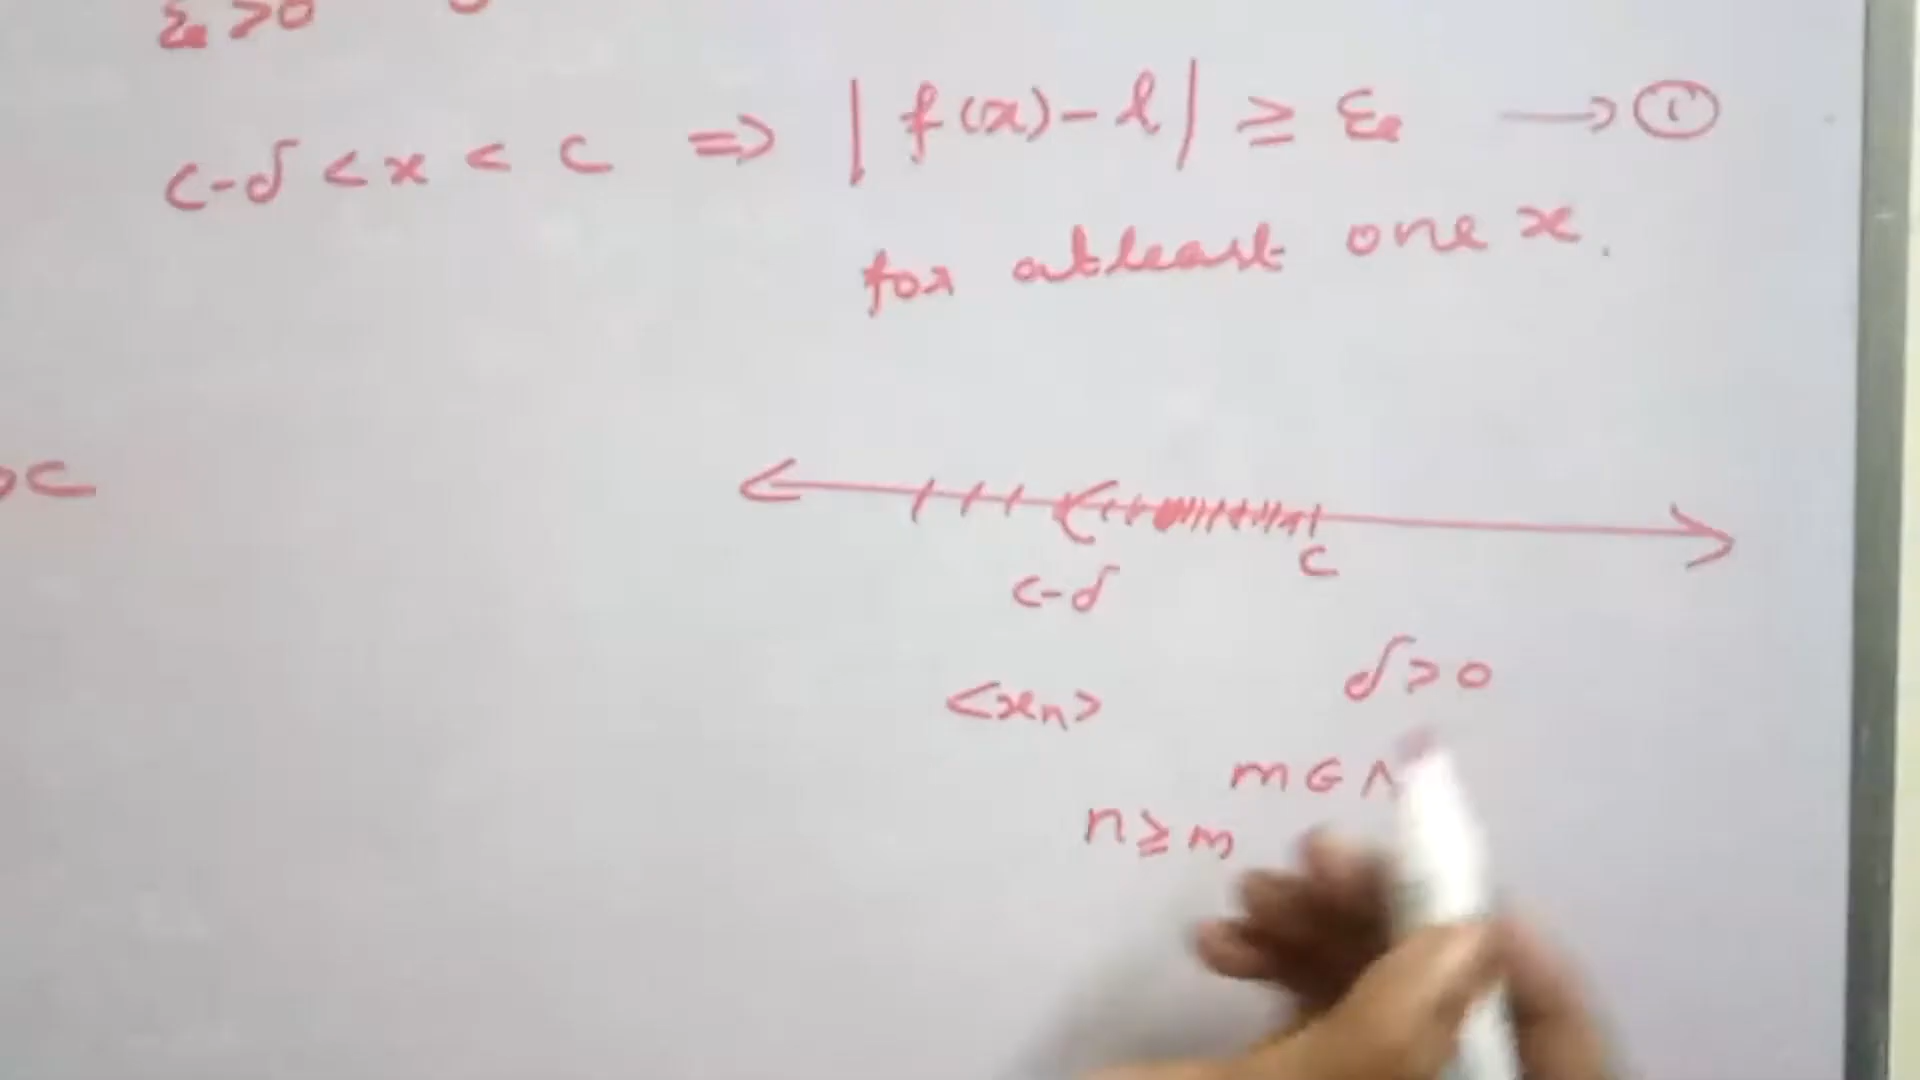 ε₀ >0
c-δ < x < c ⇒ | f(x)-l | ≥ ε₀ → ①
for atleast one x.
c
c
c-δ
δ>0
<xₙ>
m ∈ N
n ≥ m